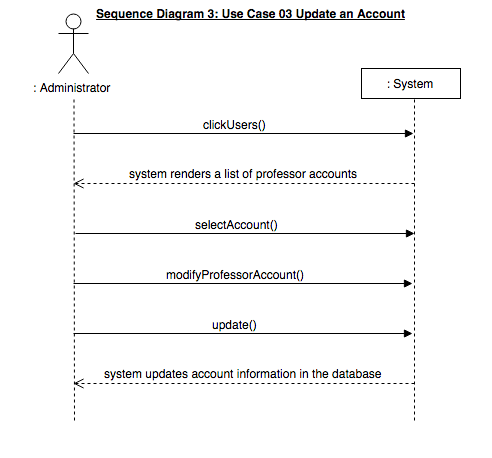 Sequence Diagram 3: Use Case 03 Update an Account
: Administrator
: System
clickUsers()
system renders a list of professor accounts
selectAccount()
modifyProfessorAccount()
update()
system updates account information in the database